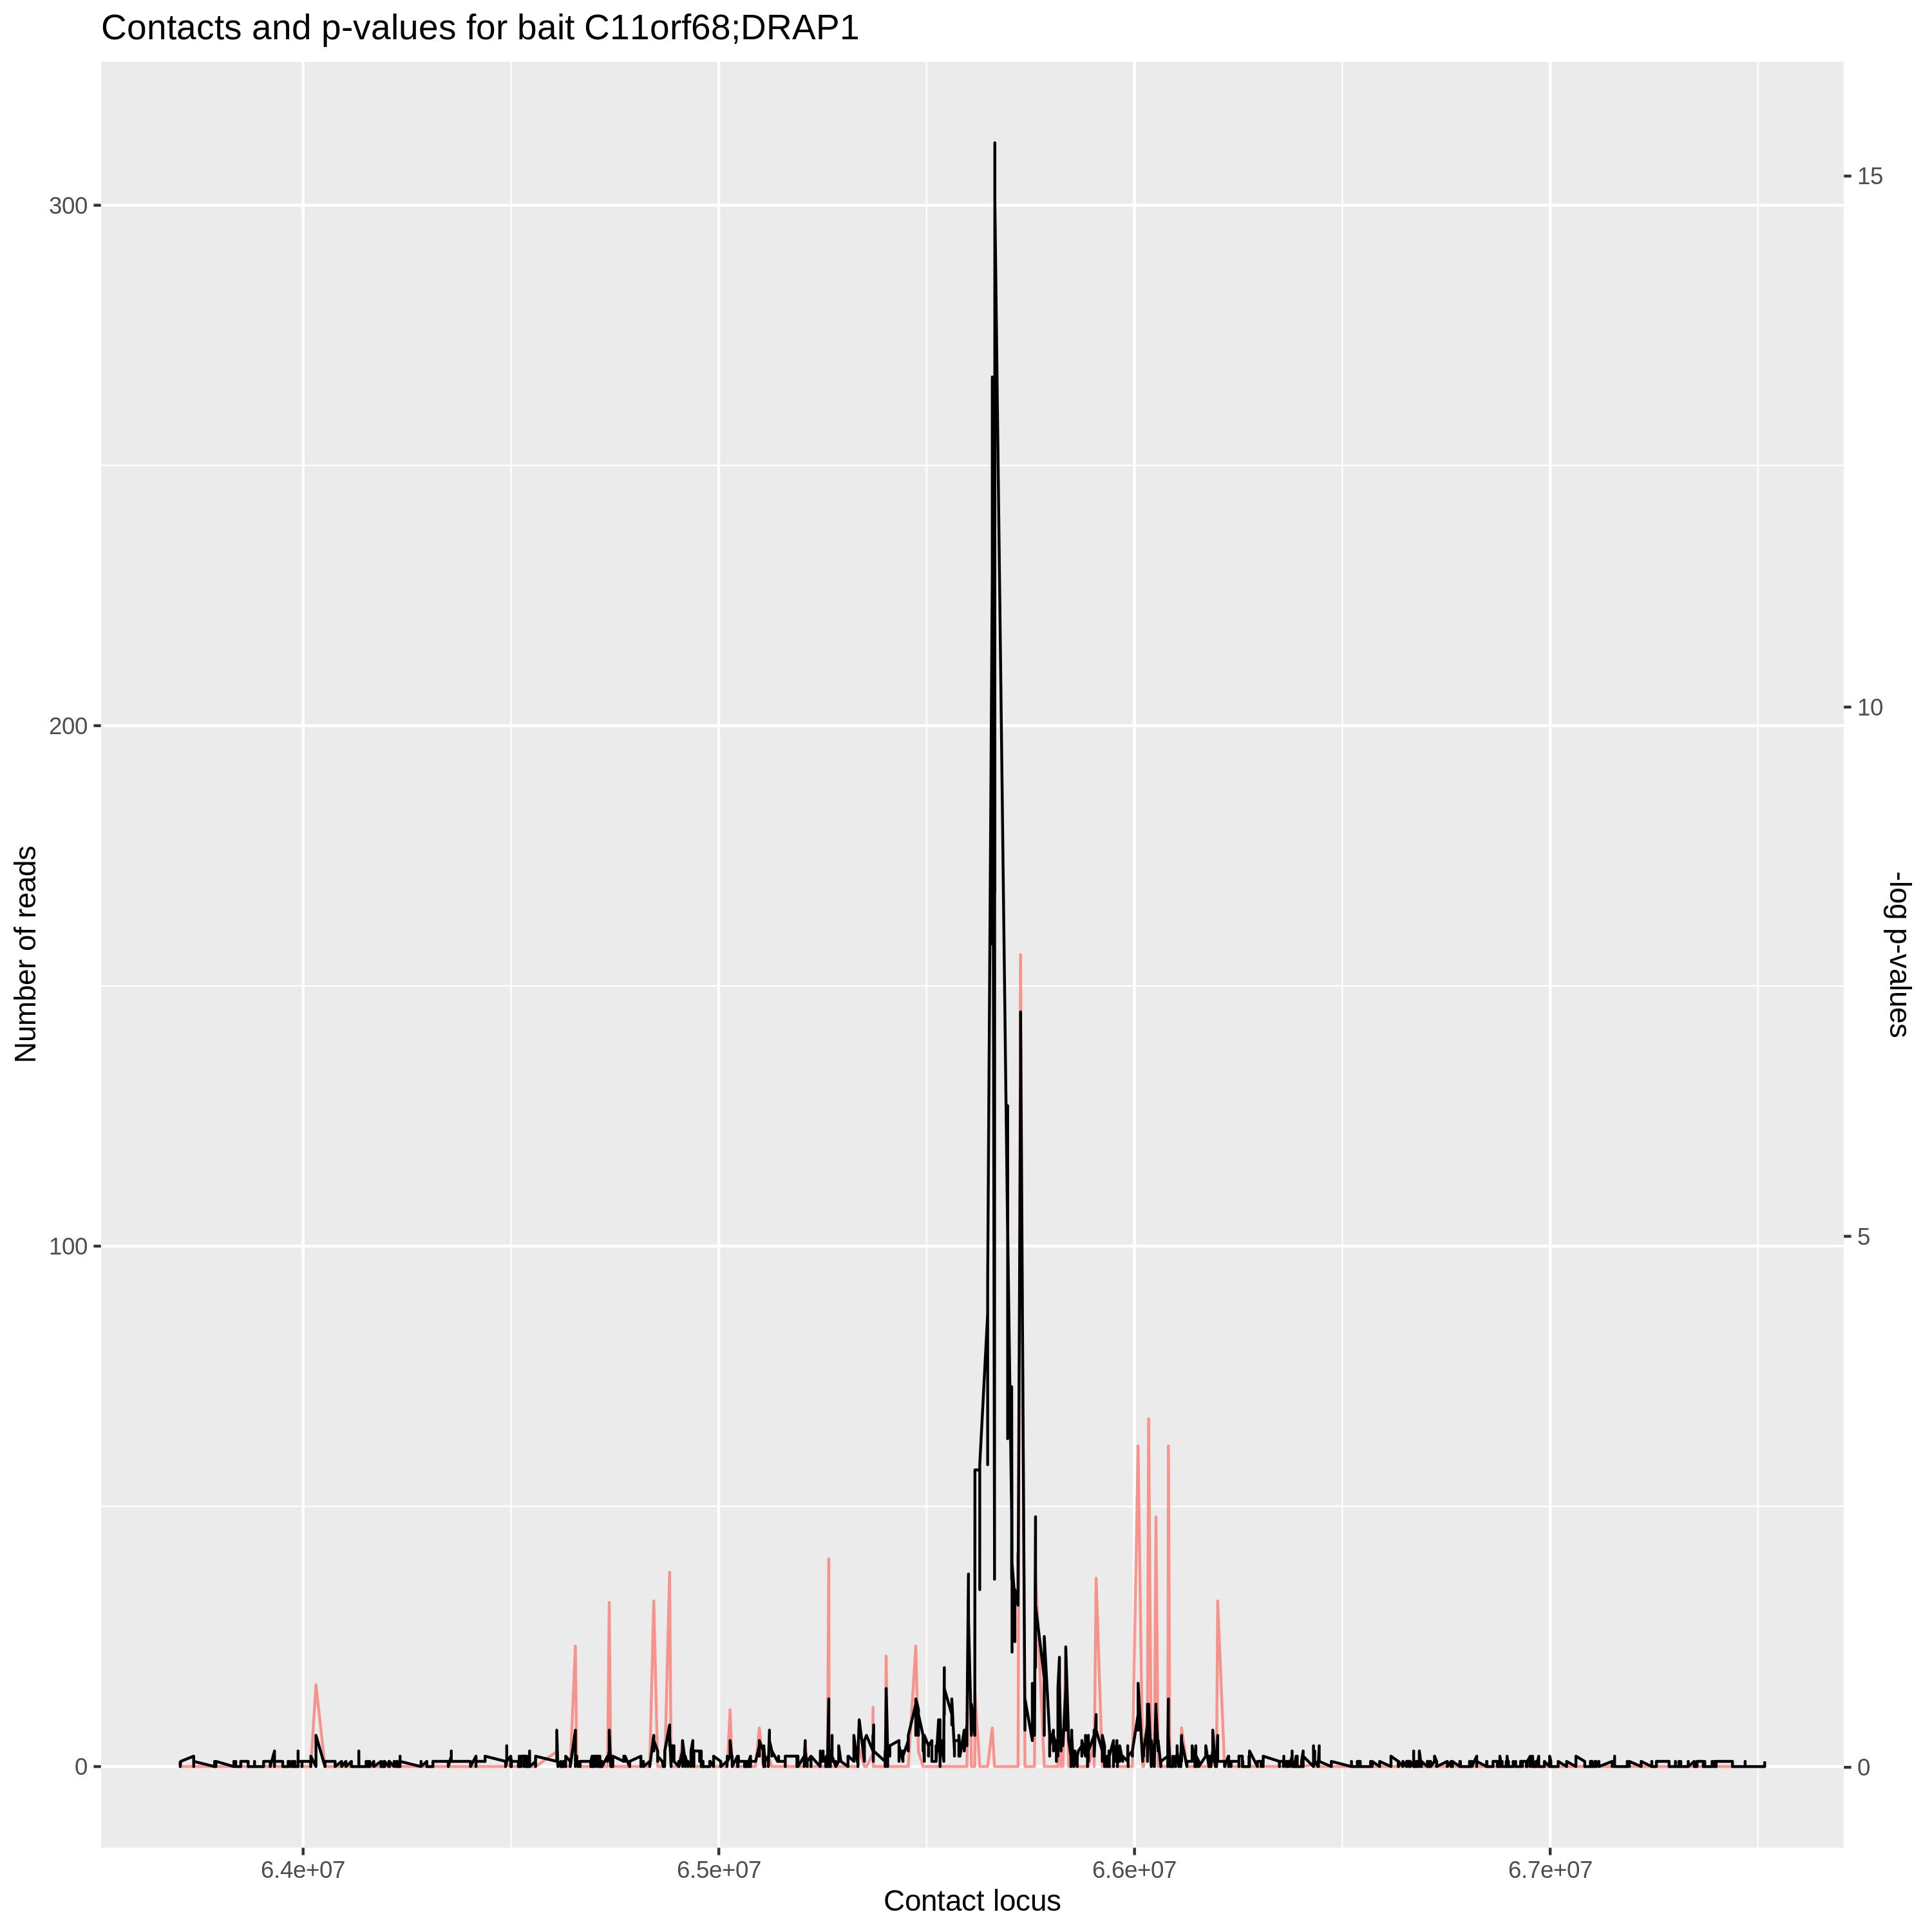 Contacts and p-values for bait C11orf68;DRAP1
300
200
100
0
Number of reads
15
10
5
0
-log p-values
6.4e+07
6.5e+07
6.6e+07
6.7e+07
Contact locus